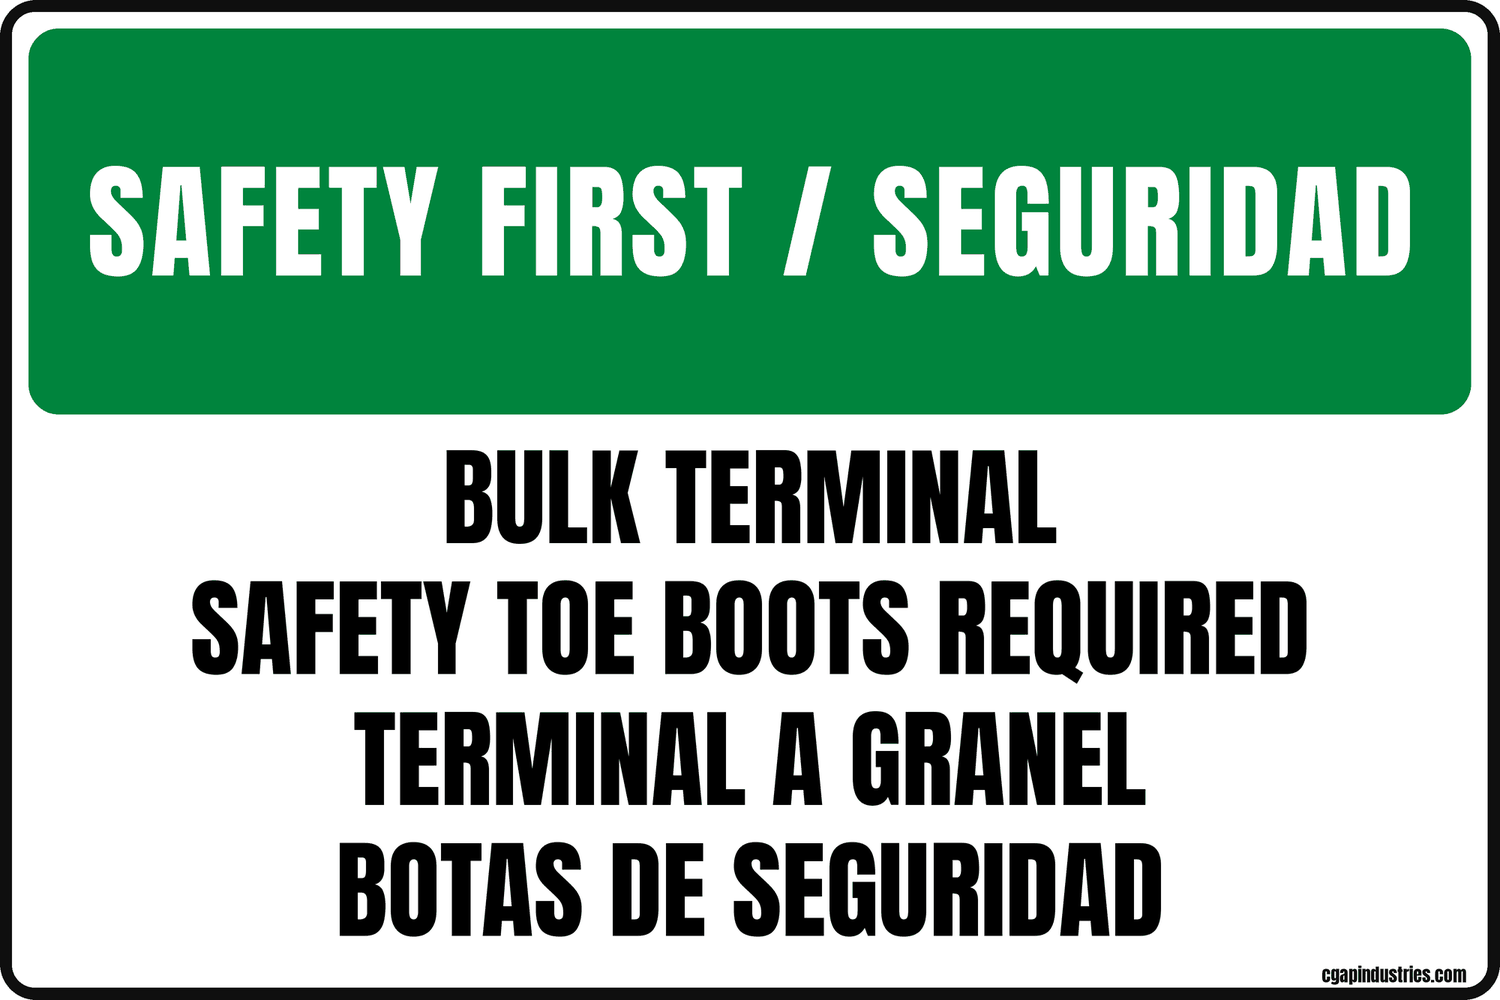 SAFETY FIRST / SEGURIDAD
BULK TERMINAL
SAFETY TOE BOOTS REQUIRED
TERMINAL A GRANEL
BOTAS DE SEGURIDAD
cgapindustries.com